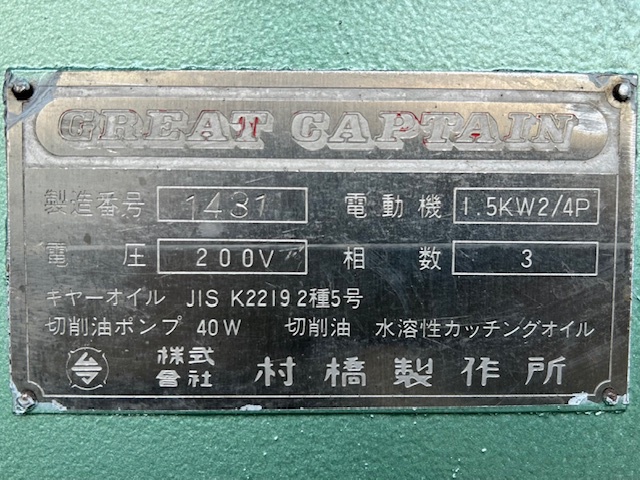 GREAT CAPTAIN
製造番号 1431 電動機 1.5KW2/4P
電圧 200V 相数 3
キヤーオイル JIS K2219 2種5号
切削油ポンプ 40W 切削油 水溶性カッチングオイル
株式會社 村橋製作所